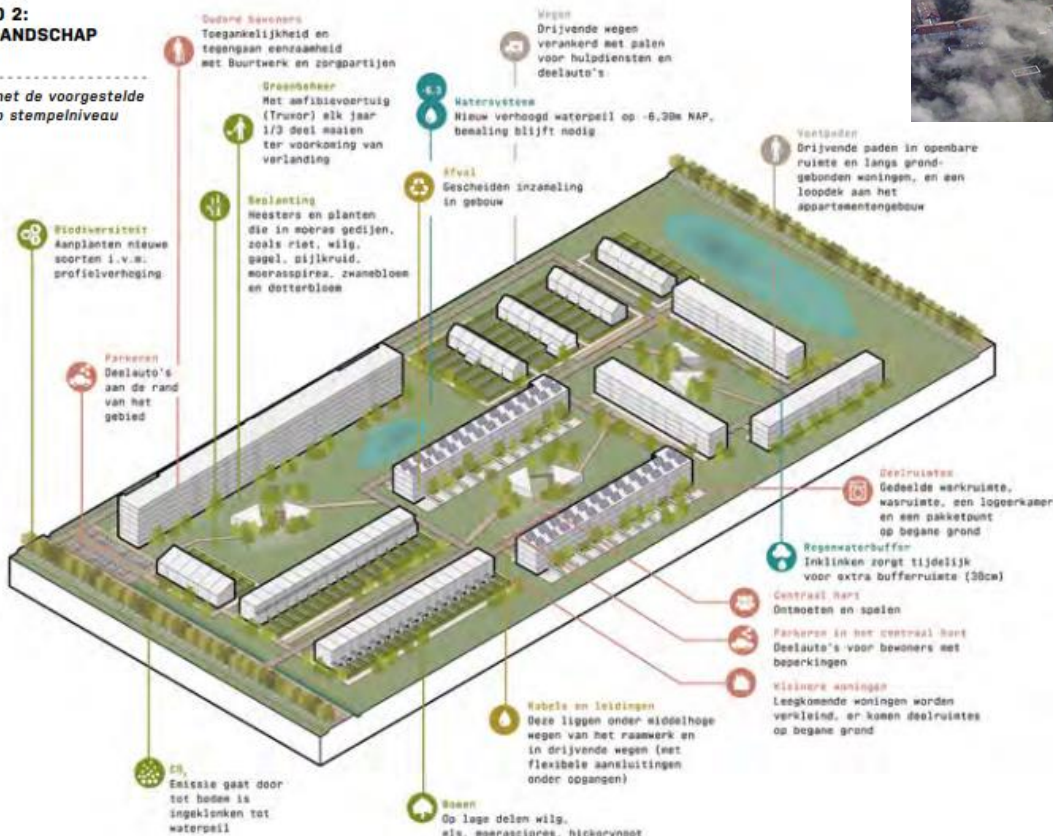 D 2:
ANDSCHAP
met de voorgestelde
p stempelniveau
Oudere bewoners
Toegankelijkheid en
tegengaan eenzaamheid
met Buurtwerk en zorgpartijen
Groenbeheer
Met amfibievoertuig
(Truxor) elk jaar
1/3 deel maaien
ter voorkoming van
verlanding
Beplanting
Heesters en planten
die in moeras gedijen,
zoals riet, wilg,
gagel, pijlkruid,
moerasspirea, zwanebloem
en dotterbloem
Biodiversiteit
Aanplanten nieuwe
soorten i.v.m.
profielverhoging
Parkeren
Deelauto's
aan de rand
van het
gebied
Wegen
Drijvende wegen
verankerd met palen
voor hulpdiensten en
deelauto's
-6.3
Watersysteem
Nieuw verhoogd waterpeil op -6,30m NAP,
bemaling blijft nodig
Afval
Gescheiden inzameling
in gebouw
Voetpaden
Drijvende paden in openbare
ruimte en langs grond-
gebonden woningen, en een
loopdek aan het
appartementengebouw
Deelruimtes
Gedeelde werkruimte,
wasruimte, een logeerkamer
en een pakketpunt
op begane grond
Regenwaterbuffer
Inklinken zorgt tijdelijk
voor extra bufferruimte (30cm)
Centraal hart
Ontmoeten en spelen
Parkeren in het centraal hart
Deelauto's voor bewoners met
beperkingen
Kleinere woningen
Leegkomende woningen worden
verkleind, er komen deelruimtes
op begane grond
Kabels en leidingen
Deze liggen onder middelhoge
wegen van het raamwerk en
in drijvende wegen (met
flexibele aansluitingen
onder opgangen)
CO₂
Emissie gaat door
tot bodem is
ingeklonken tot
waterpeil
Bomen
Op lage delen wilg,
els, moerascipres, hickorynoot